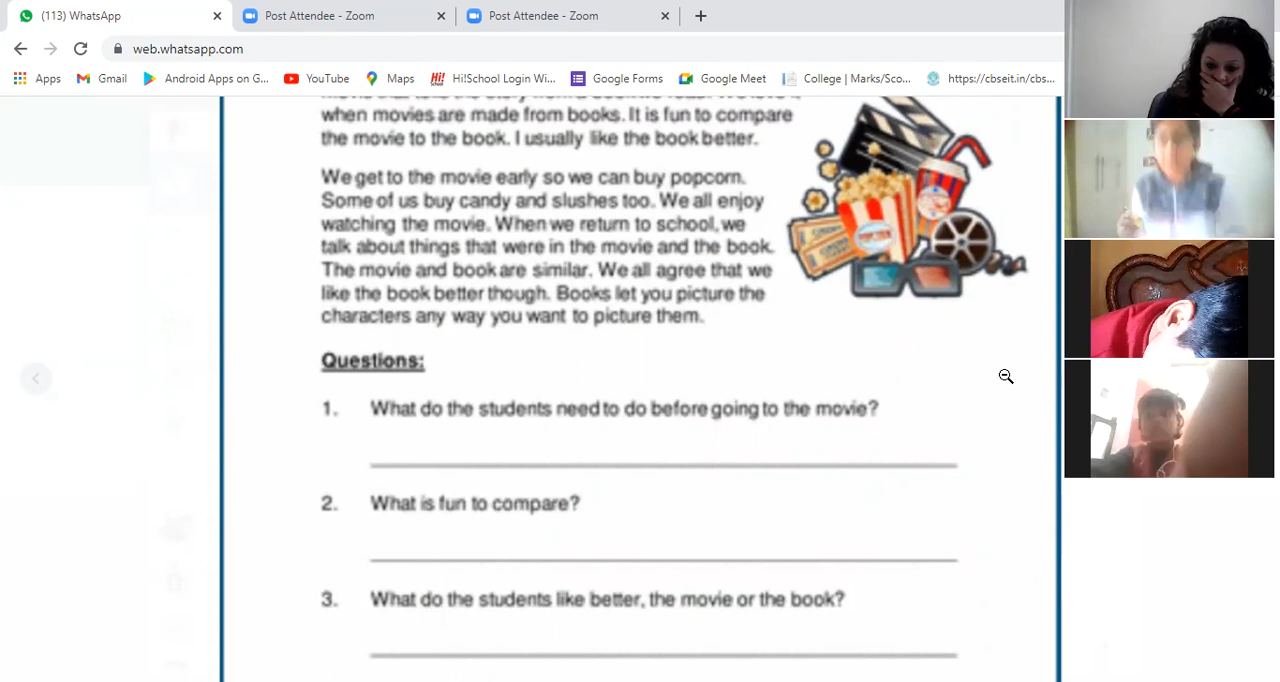 (113) WhatsApp
Post Attendee - Zoom
Post Attendee - Zoom
web.whatsapp.com
Apps
Gmail
Android Apps on G...
YouTube
Maps
Hi! Hi!School Login Wi...
Google Forms
Google Meet
College | Marks/Sco...
https://cbseit.in/cbs...
when movies are made from books. It is fun to compare
the movie to the book. I usually like the book better.
We get to the movie early so we can buy popcorn.
Some of us buy candy and slushes too. We all enjoy
watching the movie. When we return to school, we
talk about things that were in the movie and the book.
The movie and book are similar. We all agree that we
like the book better though. Books let you picture the
characters any way you want to picture them.
Questions:
1. What do the students need to do before going to the movie?
2. What is fun to compare?
3. What do the students like better, the movie or the book?